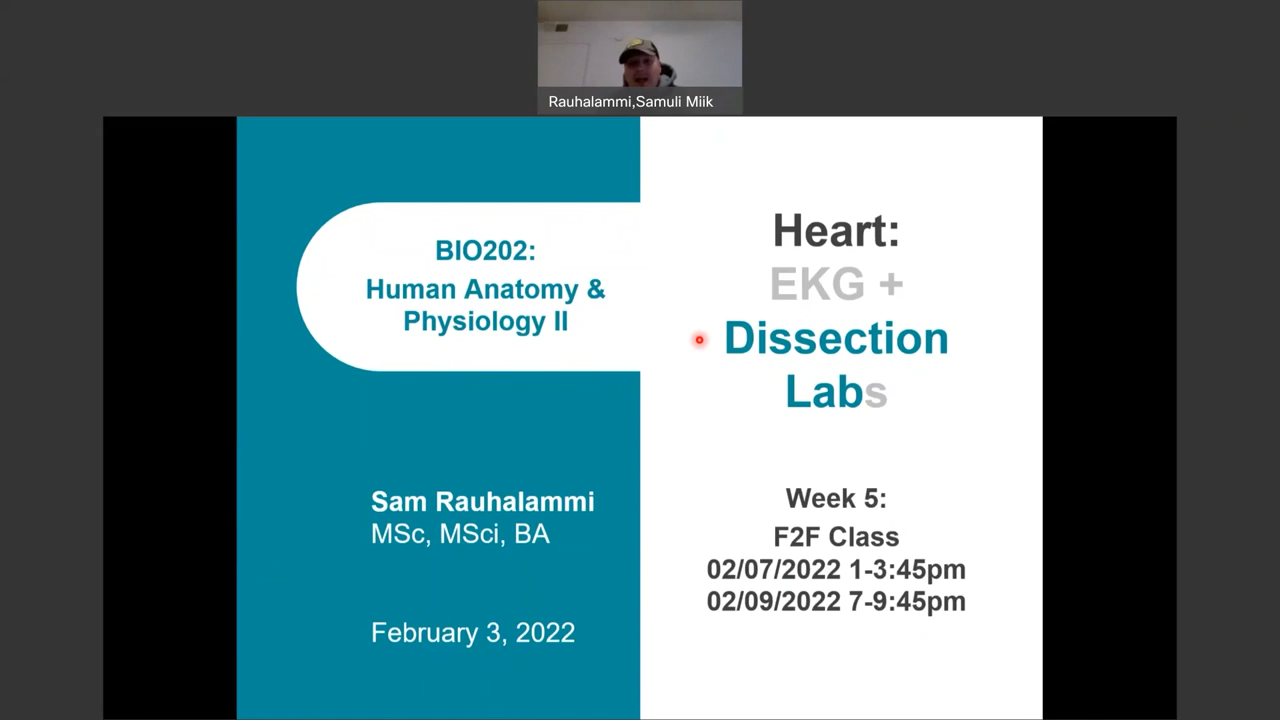 Rauhalammi,Samuli Miik
BIO202:
Human Anatomy &
Physiology II
Sam Rauhalammi
MSc, MSci, BA
February 3, 2022
Heart:
EKG +
Dissection
Labs
Week 5:
F2F Class
02/07/2022 1-3:45pm
02/09/2022 7-9:45pm